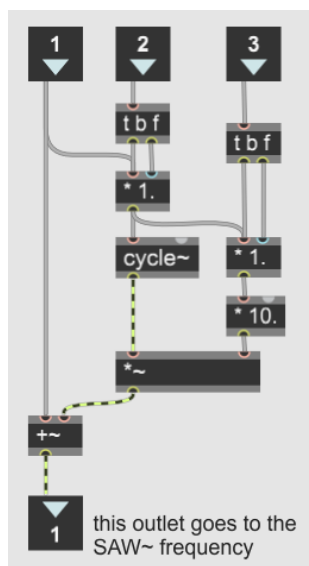 1 2 3
t b f
t b f
* 1.
cycle~ * 1.
* 10.
*~
+~
1
this outlet goes to the
SAW~ frequency